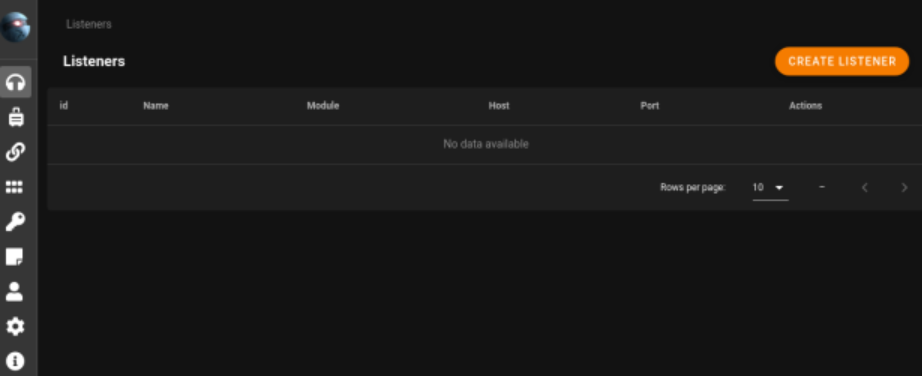 Listeners
Listeners CREATE LISTENER
id Name Module Host Port Actions
No data available
Rows per page: 10 –